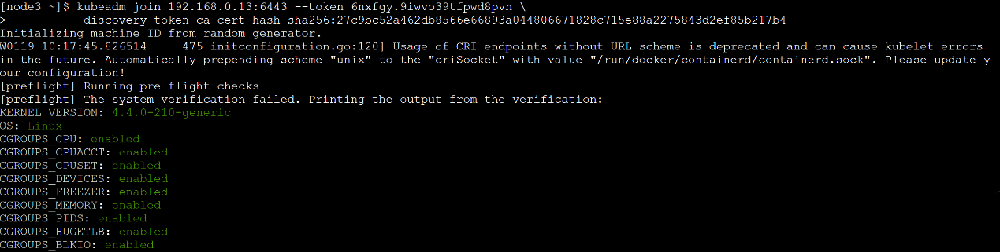 [node3 ~]$ kubeadm join 192.168.0.13:6443 --token 6nxfgy.9iwvo39tfpwd8pvn \
>         --discovery-token-ca-cert-hash sha256:27c9bc52a462db8566e66893a044806671828c715e88a2275843d2ef85b217b4
Initializing machine ID from random generator.
W0119 10:17:45.826514     475 initconfiguration.go:120] Usage of CRI endpoints without URL scheme is deprecated and can cause kubelet errors
in the future. Automatically prepending scheme "unix" to the "criSocket" with value "/run/docker/containerd/containerd.sock". Please update y
our configuration!
[preflight] Running pre-flight checks
[preflight] The system verification failed. Printing the output from the verification:
KERNEL_VERSION: 4.4.0-210-generic
OS: Linux
CGROUPS_CPU: enabled
CGROUPS_CPUACCT: enabled
CGROUPS_CPUSET: enabled
CGROUPS_DEVICES: enabled
CGROUPS_FREEZER: enabled
CGROUPS_MEMORY: enabled
CGROUPS_PIDS: enabled
CGROUPS_HUGETLB: enabled
CGROUPS_BLKIO: enabled